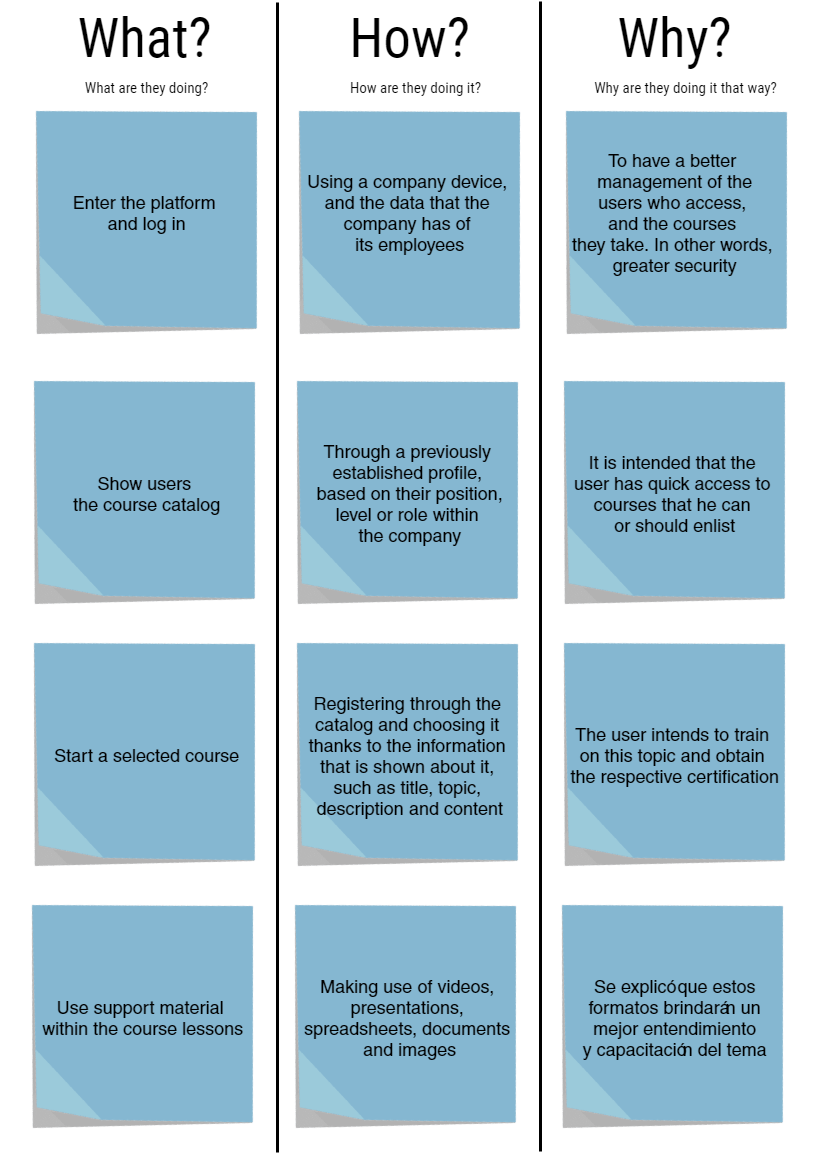 What?
How?
Why?
What are they doing?
How are they doing it?
Why are they doing it that way?
Enter the platform
and log in
Using a company device,
and the data that the
company has of
its employees
To have a better
management of the
users who access,
and the courses
they take. In other words,
greater security
Show users
the course catalog
Through a previously
established profile,
based on their position,
level or role within
the company
It is intended that the
user has quick access to
courses that he can
or should enlist
Start a selected course
Registering through the
catalog and choosing it
thanks to the information
that is shown about it,
such as title, topic,
description and content
The user intends to train
on this topic and obtain
the respective certification
Use support material
within the course lessons
Making use of videos,
presentations,
spreadsheets, documents
and images
Se explicó que estos
formatos brindarán un
mejor entendimiento
y capacitación del tema